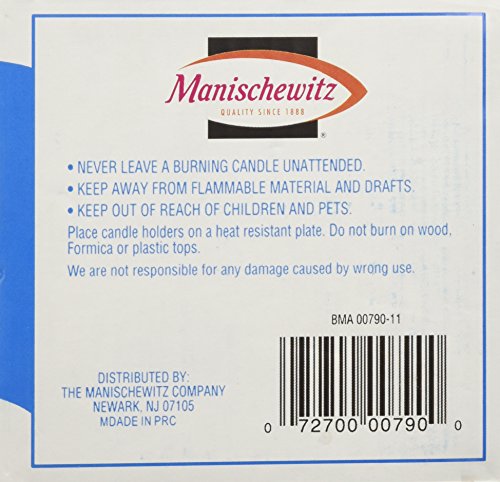 Manischewitz
QUALITY SINCE 1888
®
• NEVER LEAVE A BURNING CANDLE UNATTENDED.
• KEEP AWAY FROM FLAMMABLE MATERIAL AND DRAFTS.
• KEEP OUT OF REACH OF CHILDREN AND PETS.
Place candle holders on a heat resistant plate. Do not burn on wood,
Formica or plastic tops.
We are not responsible for any damage caused by wrong use.
BMA 00790-11
DISTRIBUTED BY:
THE MANISCHEWITZ COMPANY
NEWARK, NJ 07105
MDADE IN PRC
0 72700 00790 0